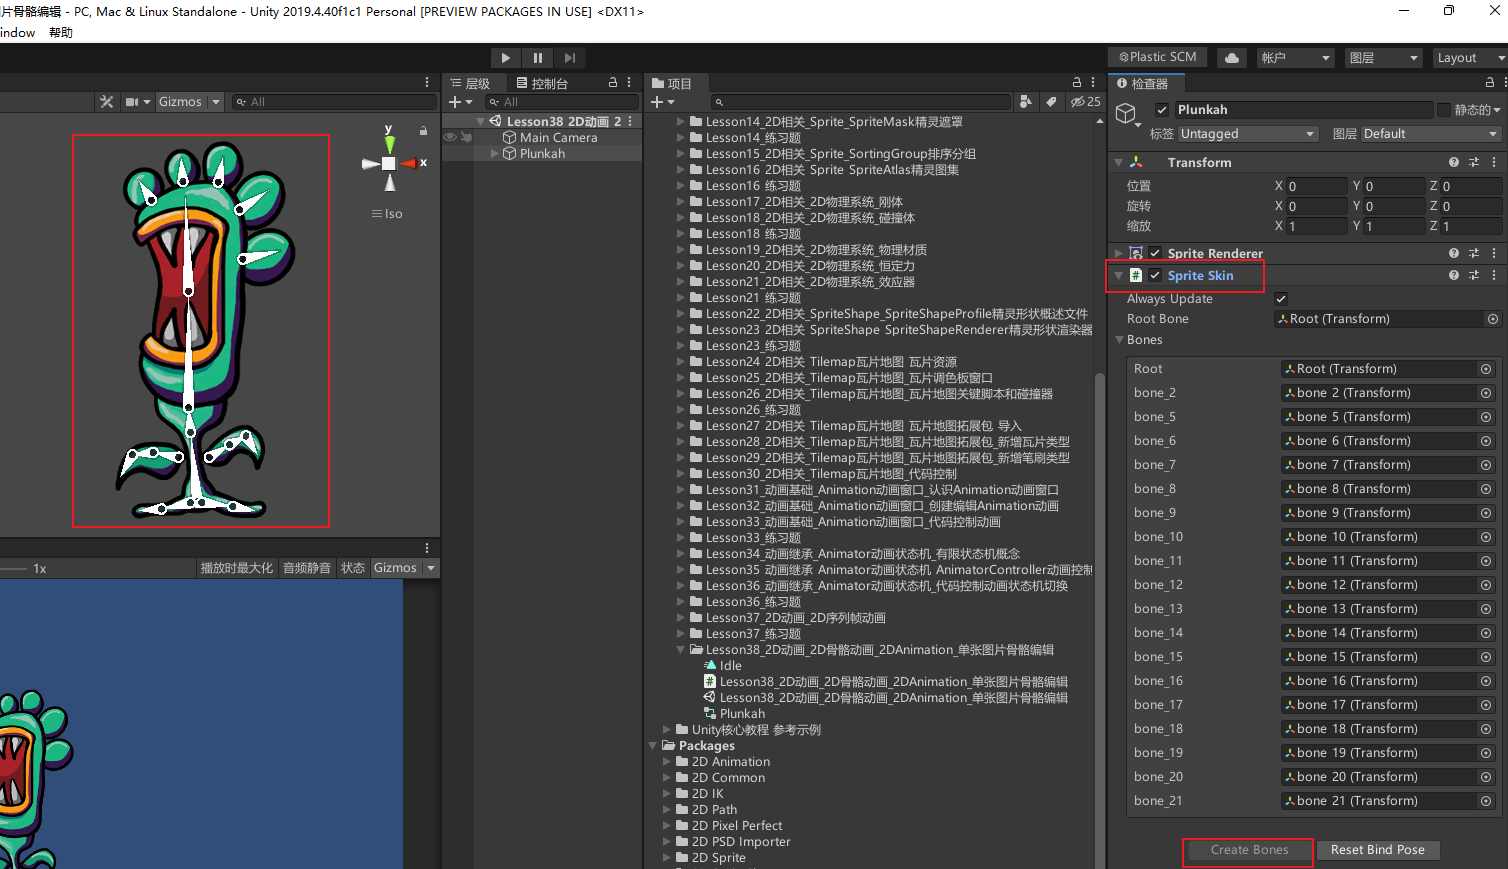 片骨骼编辑 - PC, Mac & Linux Standalone - Unity 2019.4.40f1c1 Personal [PREVIEW PACKAGES IN USE] <DX11>
indow 帮助
Plastic SCM
帐户
图层
Layout
Gizmos
All
y
x
Iso
1x
播放时最大化
音频静音
状态
Gizmos
层级
控制台
All
Lesson38_2D动画_2
Main Camera
Plunkah
项目
25
Lesson14_2D相关_Sprite_SpriteMask精灵遮罩
Lesson14_练习题
Lesson15_2D相关_Sprite_SortingGroup排序分组
Lesson16_2D相关_Sprite_SpriteAtlas精灵图集
Lesson16_练习题
Lesson17_2D相关_2D物理系统_刚体
Lesson18_2D相关_2D物理系统_碰撞体
Lesson18_练习题
Lesson19_2D相关_2D物理系统_物理材质
Lesson20_2D相关_2D物理系统_恒定力
Lesson21_2D相关_2D物理系统_效应器
Lesson21_练习题
Lesson22_2D相关_SpriteShape_SpriteShapeProfile精灵形状概述文件
Lesson23_2D相关_SpriteShape_SpriteShapeRenderer精灵形状渲染器
Lesson23_练习题
Lesson24_2D相关_Tilemap瓦片地图_瓦片资源
Lesson25_2D相关_Tilemap瓦片地图_瓦片调色板窗口
Lesson26_2D相关_Tilemap瓦片地图_瓦片地图关键脚本和碰撞器
Lesson26_练习题
Lesson27_2D相关_Tilemap瓦片地图_瓦片地图拓展包_导入
Lesson28_2D相关_Tilemap瓦片地图_瓦片地图拓展包_新增瓦片类型
Lesson29_2D相关_Tilemap瓦片地图_瓦片地图拓展包_新增笔刷类型
Lesson30_2D相关_Tilemap瓦片地图_代码控制
Lesson31_动画基础_Animation动画窗口_认识Animation动画窗口
Lesson32_动画基础_Animation动画窗口_创建编辑Animation动画
Lesson33_动画基础_Animation动画窗口_代码控制动画
Lesson33_练习题
Lesson34_动画继承_Animator动画状态机_有限状态机概念
Lesson35_动画继承_Animator动画状态机_AnimatorController动画控制
Lesson36_动画继承_Animator动画状态机_代码控制动画状态机切换
Lesson36_练习题
Lesson37_2D动画_2D序列帧动画
Lesson37_练习题
Lesson38_2D动画_2D骨骼动画_2DAnimation_单张图片骨骼编辑
Idle
Lesson38_2D动画_2D骨骼动画_2DAnimation_单张图片骨骼编辑
Lesson38_2D动画_2D骨骼动画_2DAnimation_单张图片骨骼编辑
Plunkah
Unity核心教程 参考示例
Packages
2D Animation
2D Common
2D IK
2D Path
2D Pixel Perfect
2D PSD Importer
2D Sprite
检查器
Plunkah
静态的
标签 Untagged
图层 Default
Transform
位置 X 0 Y 0 Z 0
旋转 X 0 Y 0 Z 0
缩放 X 1 Y 1 Z 1
Sprite Renderer
# Sprite Skin
Always Update
Root Bone Root (Transform)
Bones
Root Root (Transform)
bone_2 bone_2 (Transform)
bone_5 bone_5 (Transform)
bone_6 bone_6 (Transform)
bone_7 bone_7 (Transform)
bone_8 bone_8 (Transform)
bone_9 bone_9 (Transform)
bone_10 bone_10 (Transform)
bone_11 bone_11 (Transform)
bone_12 bone_12 (Transform)
bone_13 bone_13 (Transform)
bone_14 bone_14 (Transform)
bone_15 bone_15 (Transform)
bone_16 bone_16 (Transform)
bone_17 bone_17 (Transform)
bone_18 bone_18 (Transform)
bone_19 bone_19 (Transform)
bone_20 bone_20 (Transform)
bone_21 bone_21 (Transform)
Create Bones
Reset Bind Pose